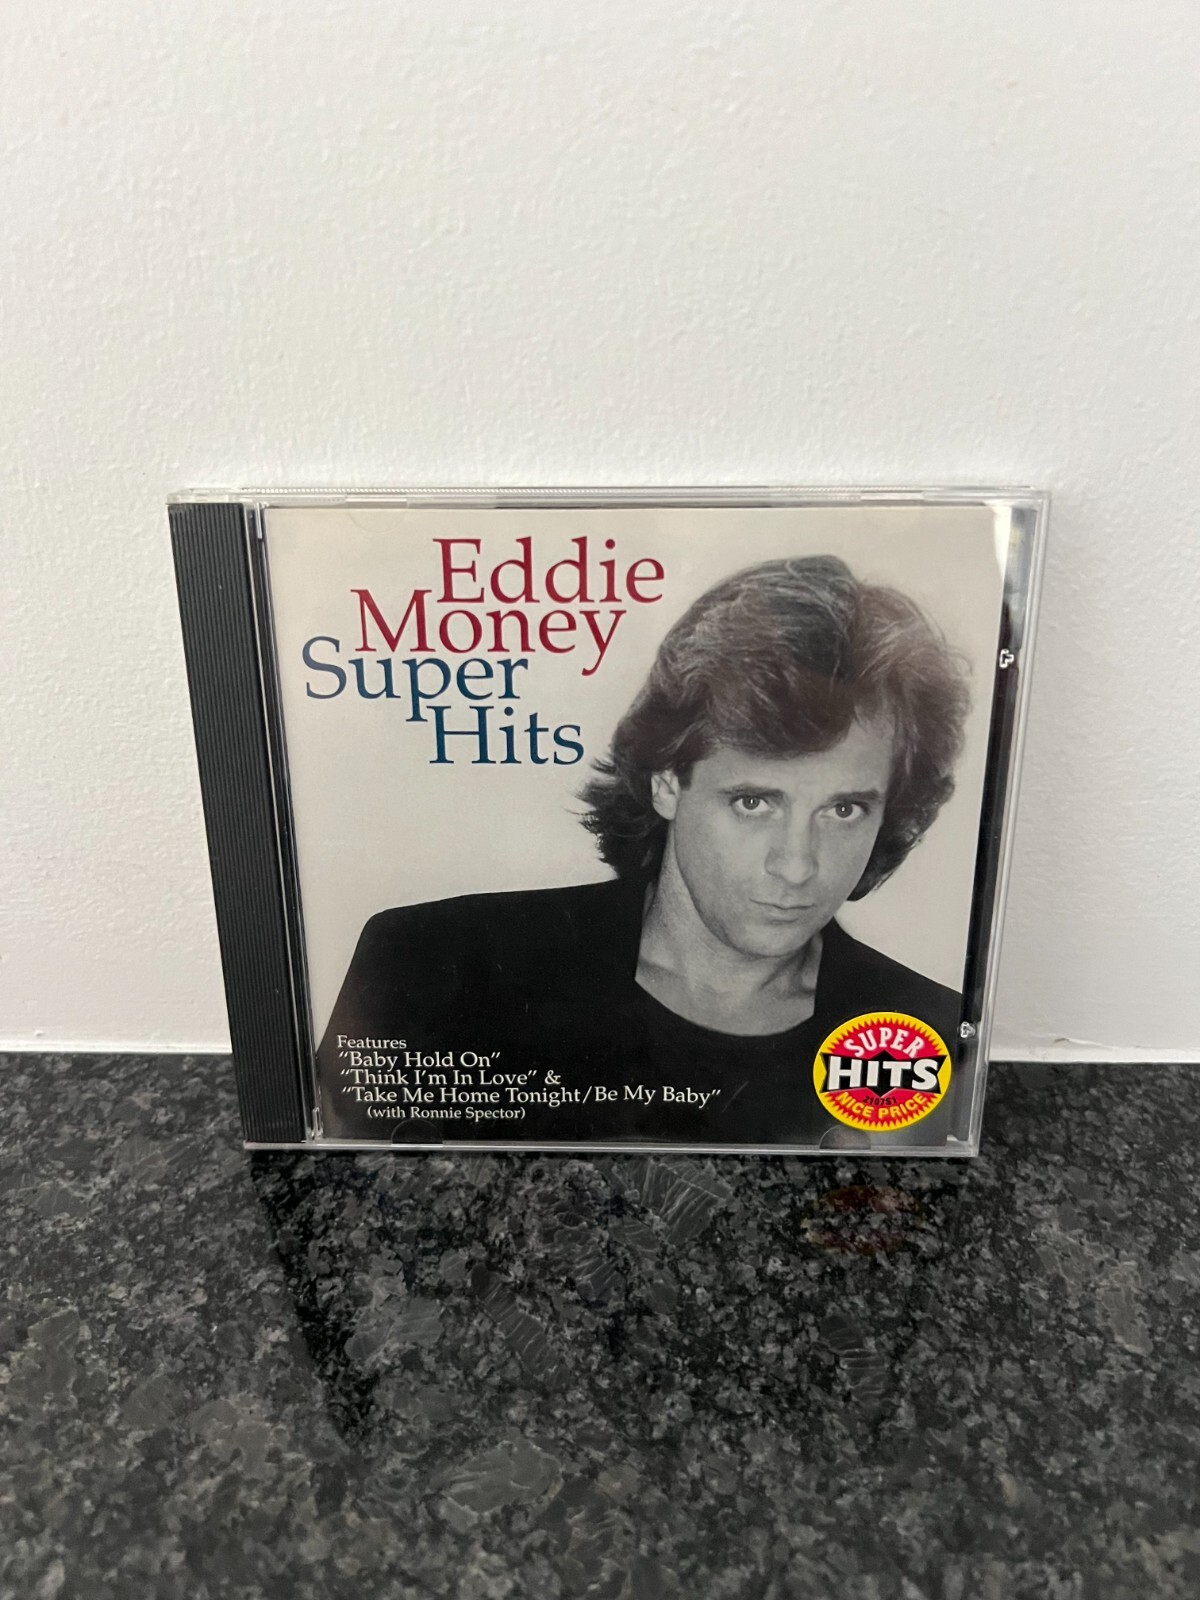 Eddie
Money
Super
Hits
Features
"Baby Hold On"
"Think I'm In Love" &
"Take Me Home Tonight/Be My Baby"
(with Ronnie Spector)
SUPER
HITS
NICE PRICE